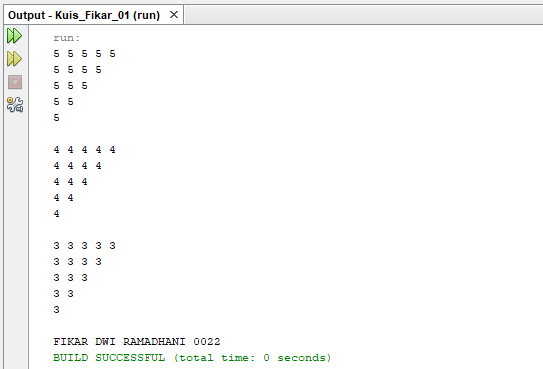 Output - Kuis_Fikar_01 (run)
run:
5 5 5 5 5
5 5 5 5
5 5 5
5 5
5
4 4 4 4 4
4 4 4 4
4 4 4
4 4
4
3 3 3 3 3
3 3 3 3
3 3 3
3 3
3
FIKAR DWI RAMADHANI 0022
BUILD SUCCESSFUL (total time: 0 seconds)